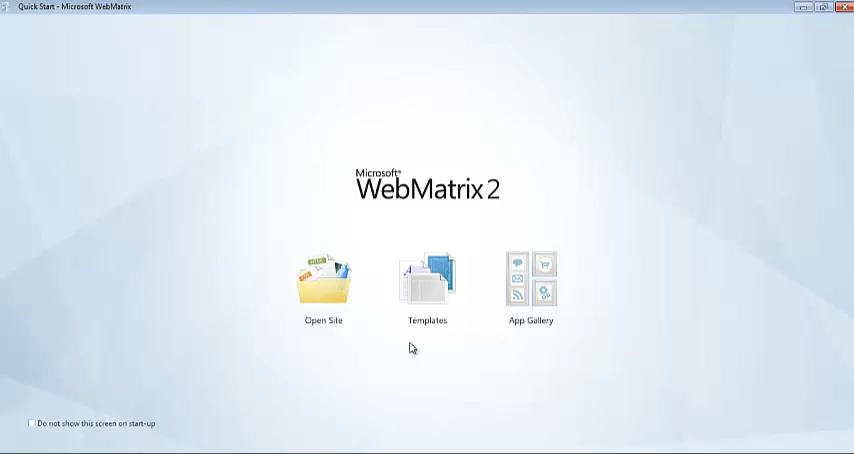 Quick Start - Microsoft WebMatrix
Microsoft®
WebMatrix 2
HTML
Open Site
Templates
App Gallery
Do not show this screen on start-up